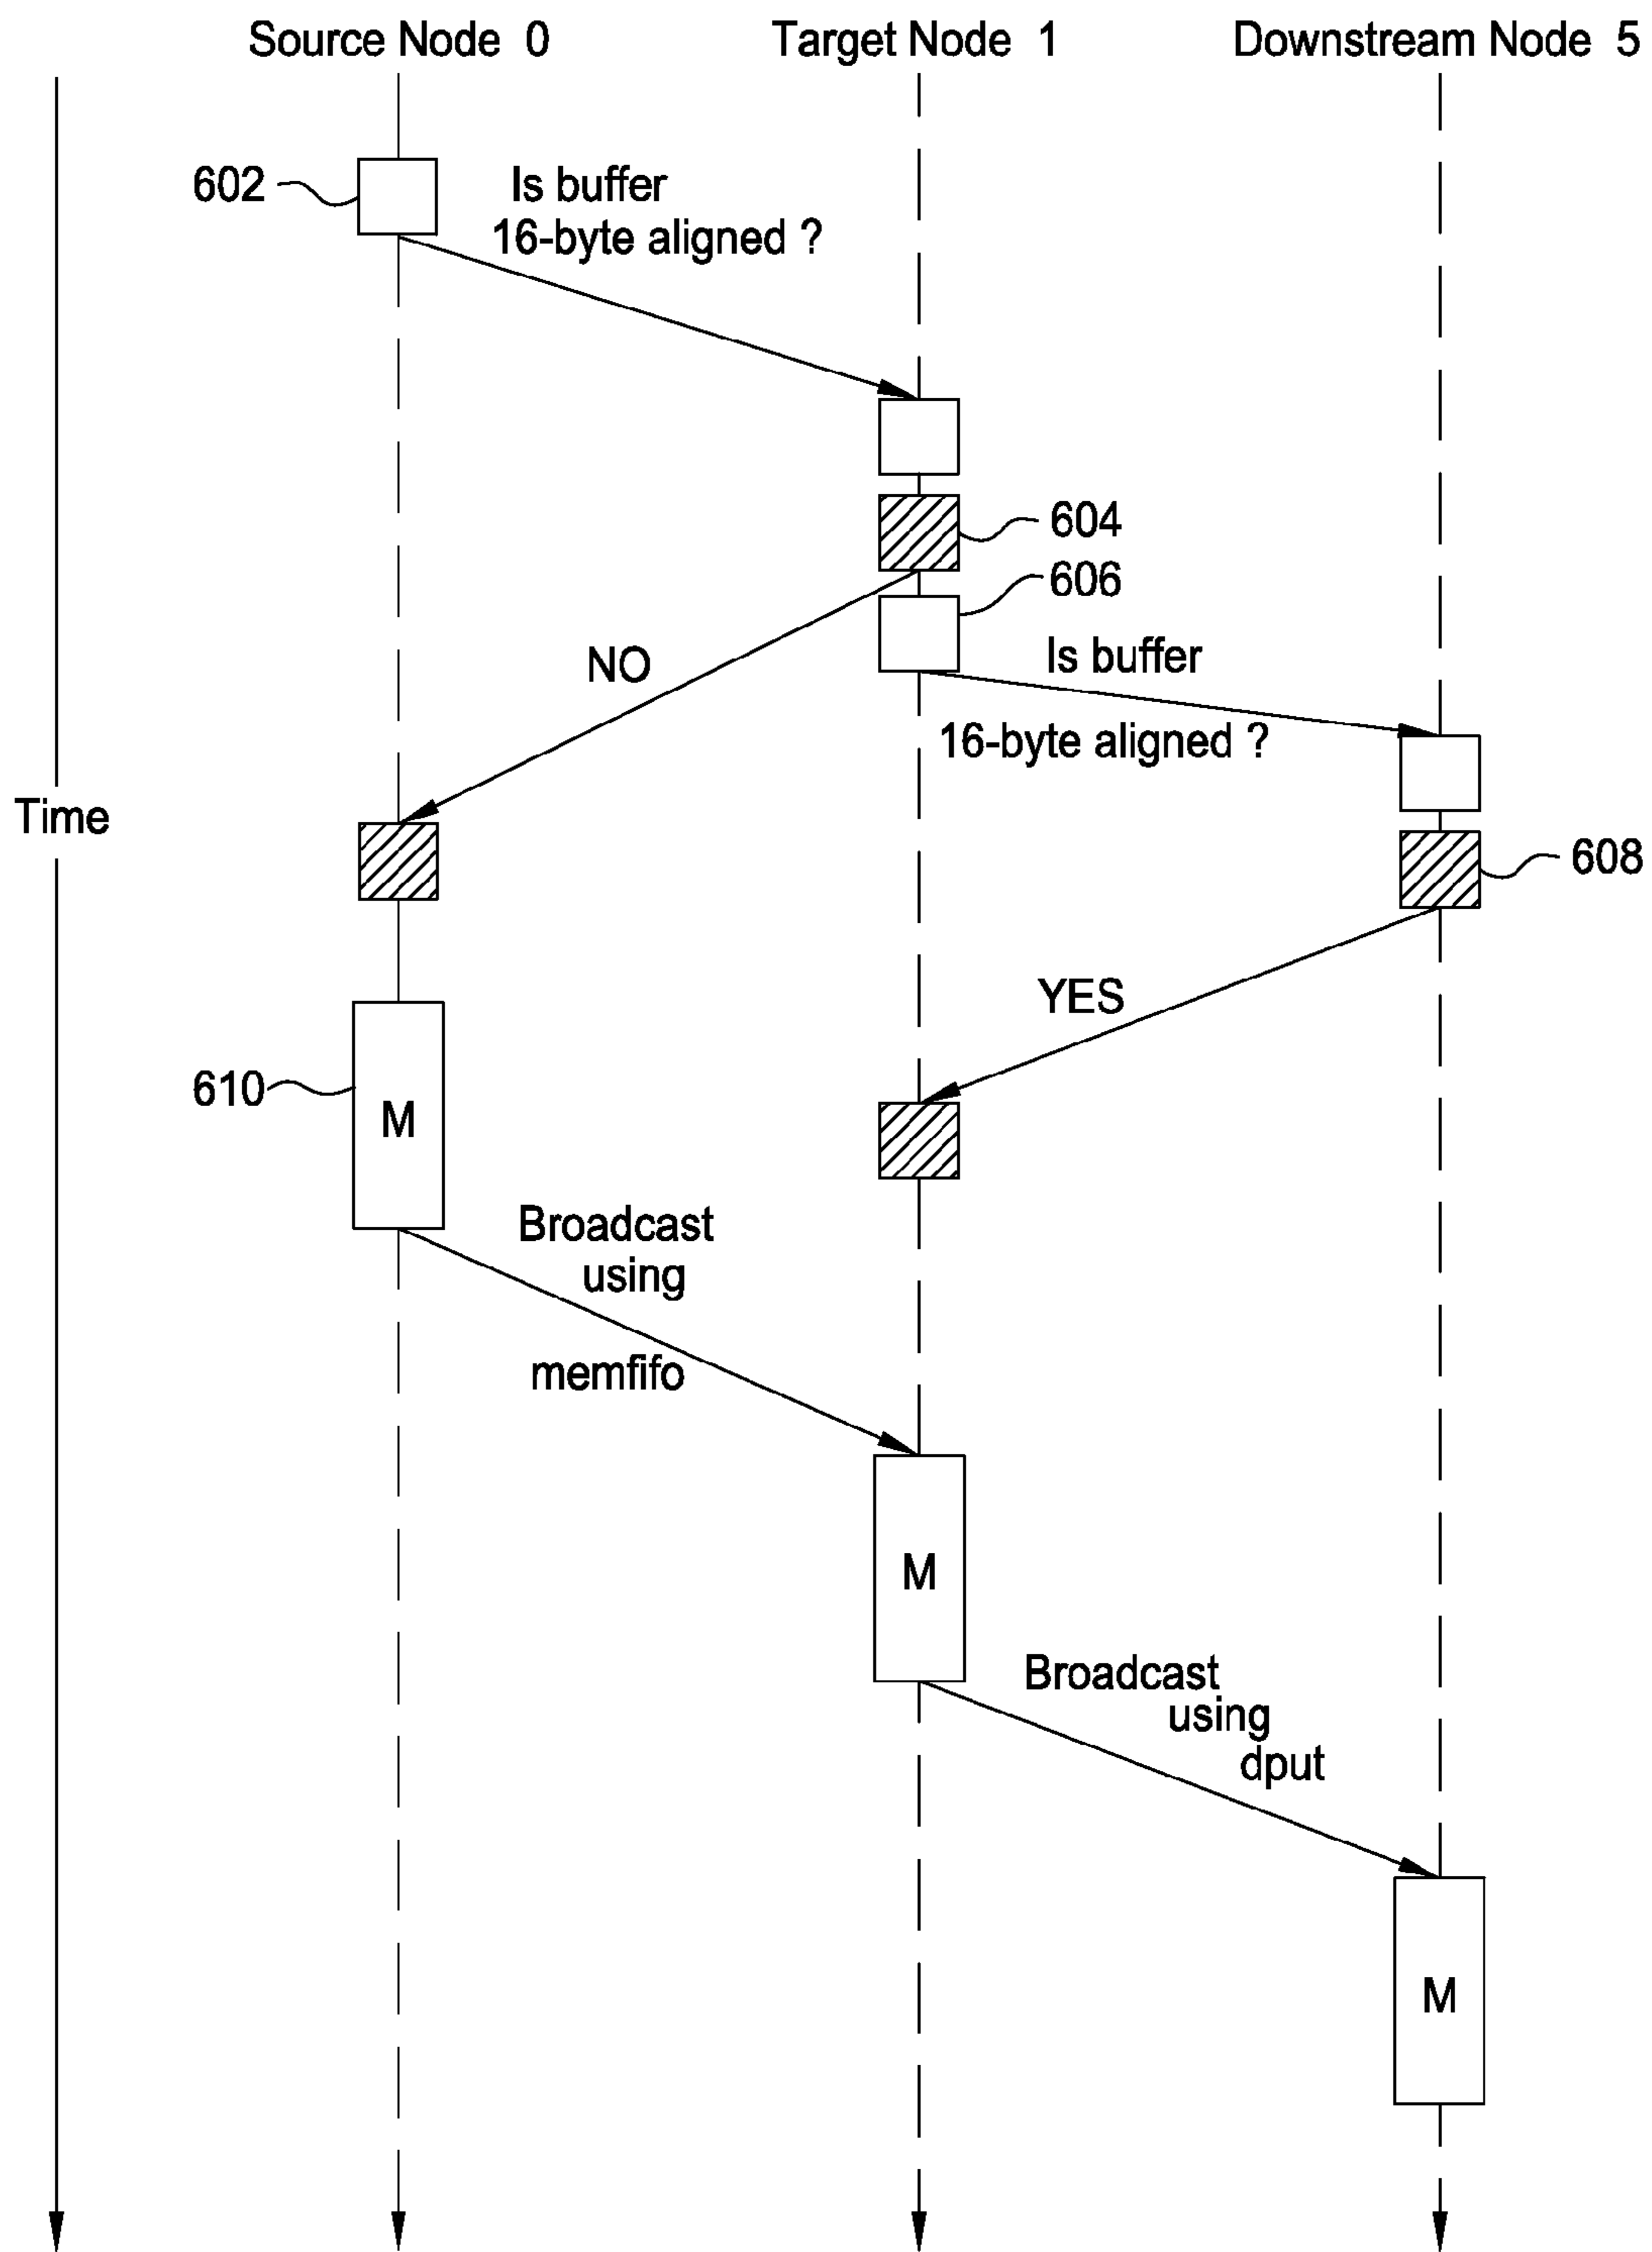 Source Node 0
Target Node 1
Downstream Node 5
602
Is buffer
16-byte aligned ?
604
606
NO
Is buffer
16-byte aligned ?
Time
608
YES
610
M
Broadcast
using
memfifo
M
Broadcast
using
dput
M